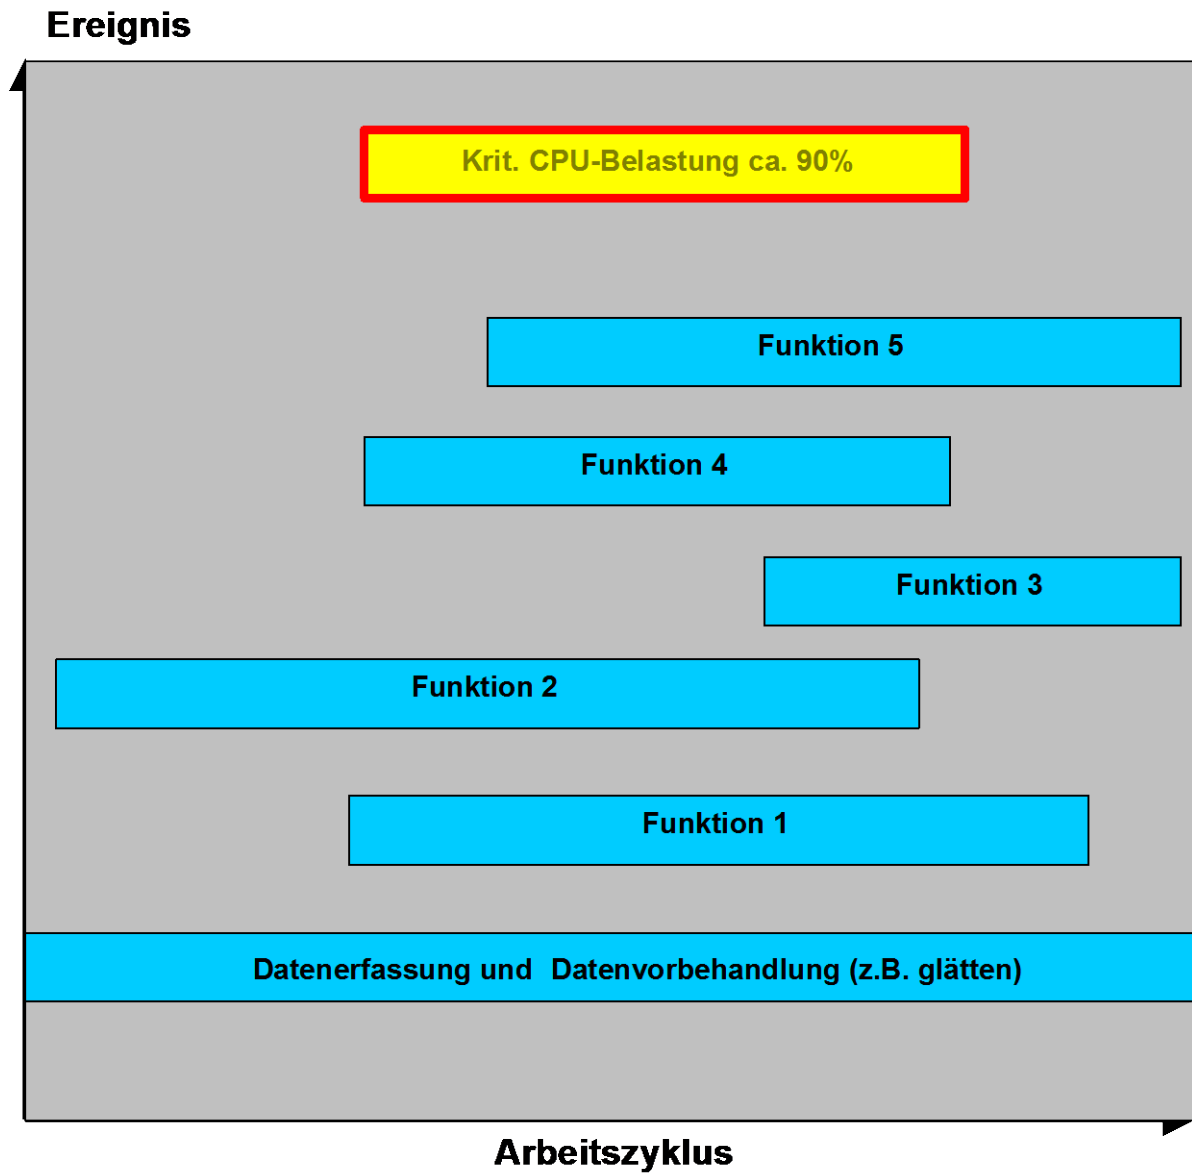 Ereignis
Krit. CPU-Belastung ca. 90%
Funktion 5
Funktion 4
Funktion 3
Funktion 2
Funktion 1
Datenerfassung und  Datenvorbehandlung (z.B. glätten)
Arbeitszyklus